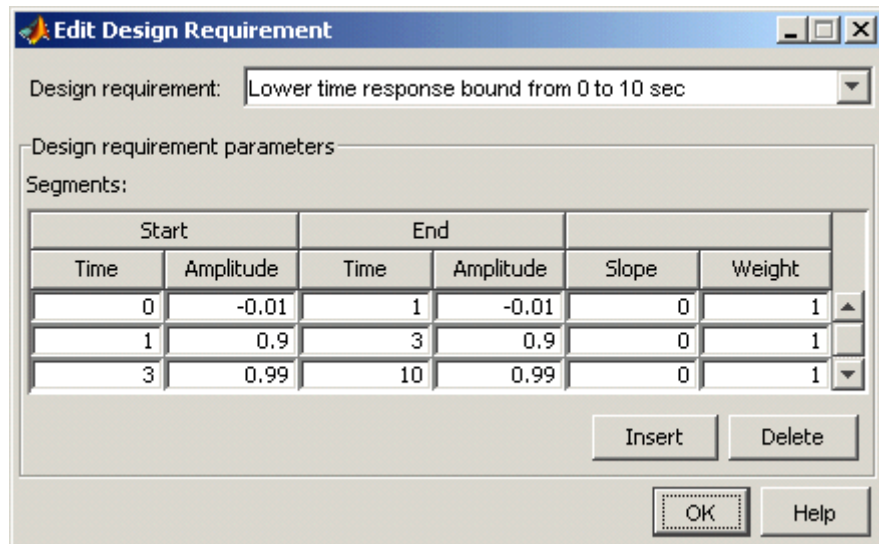 Edit Design Requirement
Design requirement: Lower time response bound from 0 to 10 sec
Design requirement parameters
Segments:
Start End
Time Amplitude Time Amplitude Slope Weight
0 -0.01 1 -0.01 0 1
1 0.9 3 0.9 0 1
3 0.99 10 0.99 0 1
Insert Delete
OK Help